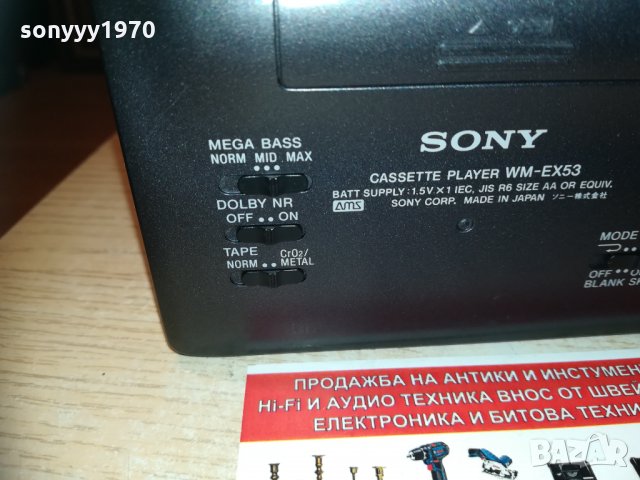 sonyyy1970
MEGA BASS
NORM MID MAX
DOLBY NR
OFF ON
TAPE CrO2/
NORM METAL
SONY
CASSETTE PLAYER WM-EX53
BATT SUPPLY: 1.5V×1 IEC, JIS R6 SIZE AA OR EQUIV.
AMS SONY CORP. MADE IN JAPAN ソニー株式会社
MODE
OFF
BLANK
ПРОДАЖБА НА АНТИКИ И
Hi-Fi И АУДИО ТЕХНИКА ВНОС ОТ
ЕЛЕКТРОНИКА И БИТОВА
BAZAR